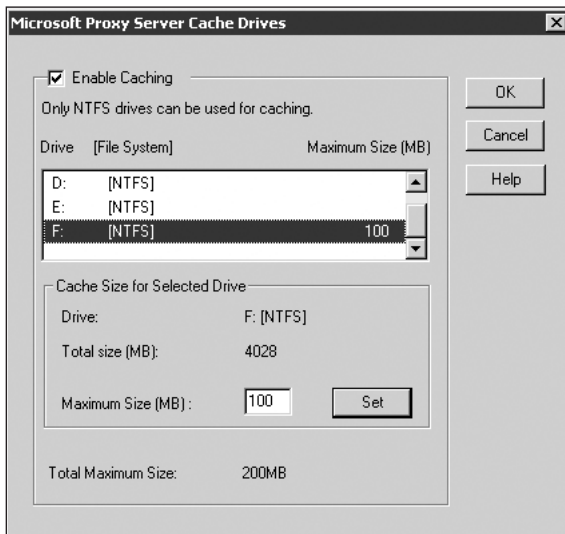 Microsoft Proxy Server Cache Drives
Enable Caching
Only NTFS drives can be used for caching.
Drive [File System] Maximum Size (MB)
D: [NTFS]
E: [NTFS]
F: [NTFS] 100
Cache Size for Selected Drive
Drive: F: [NTFS]
Total size (MB): 4028
Maximum Size (MB) : 100 Set
Total Maximum Size: 200MB
OK
Cancel
Help